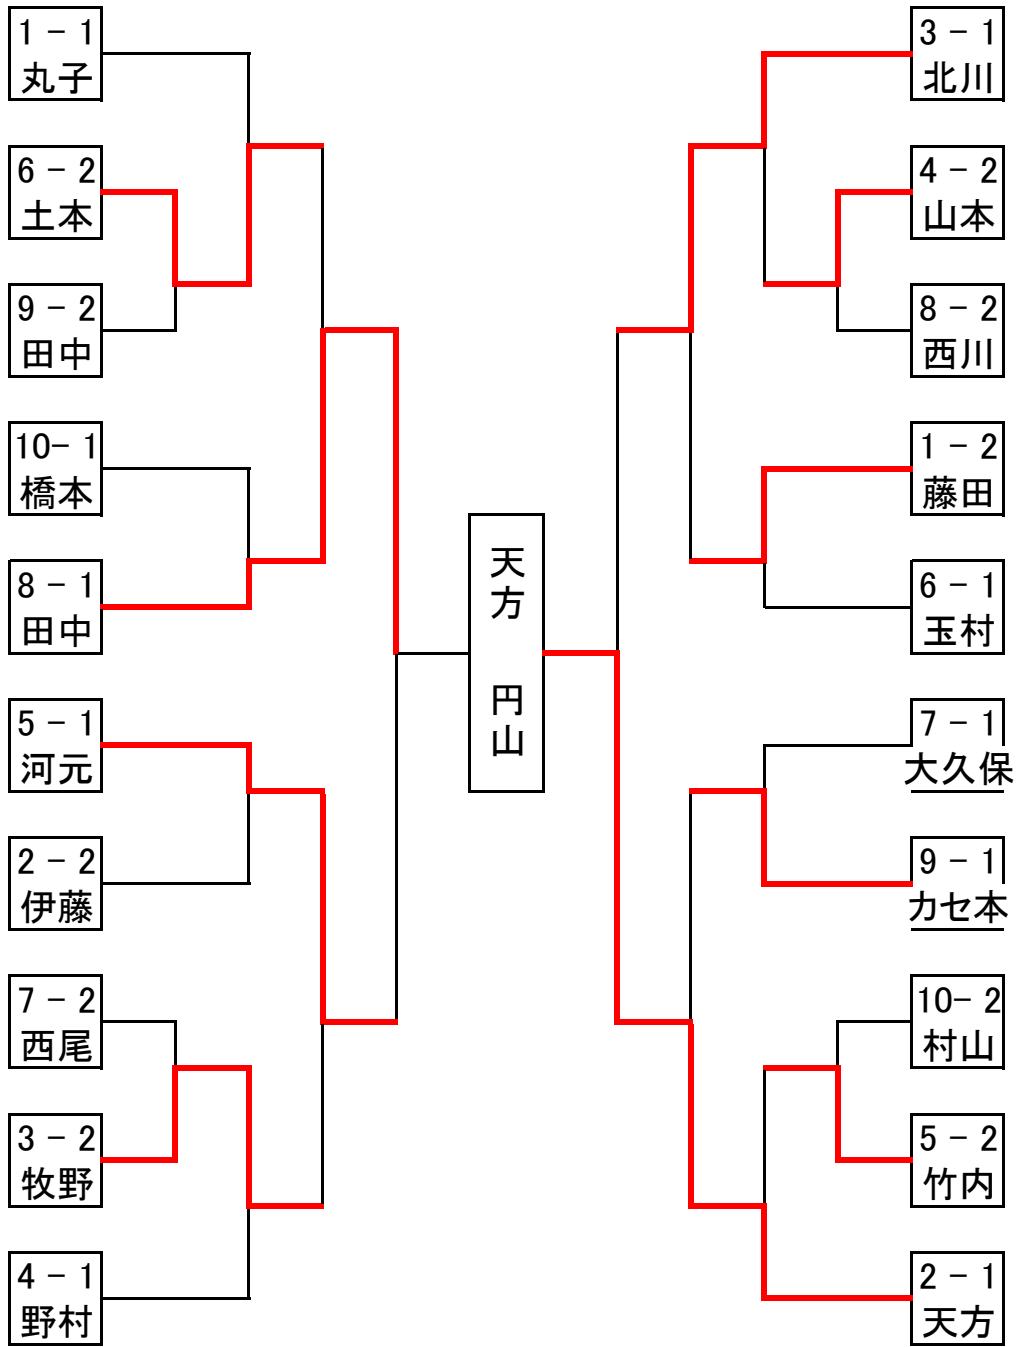 1 − 1
丸子
6 − 2
土本
9 − 2
田中
10− 1
橋本
8 − 1
田中
5 − 1
河元
2 − 2
伊藤
7 − 2
西尾
3 − 2
牧野
4 − 1
野村
天方　円山
3 − 1
北川
4 − 2
山本
8 − 2
西川
1 − 2
藤田
6 − 1
玉村
7 − 1
大久保
9 − 1
カセ本
10− 2
村山
5 − 2
竹内
2 − 1
天方